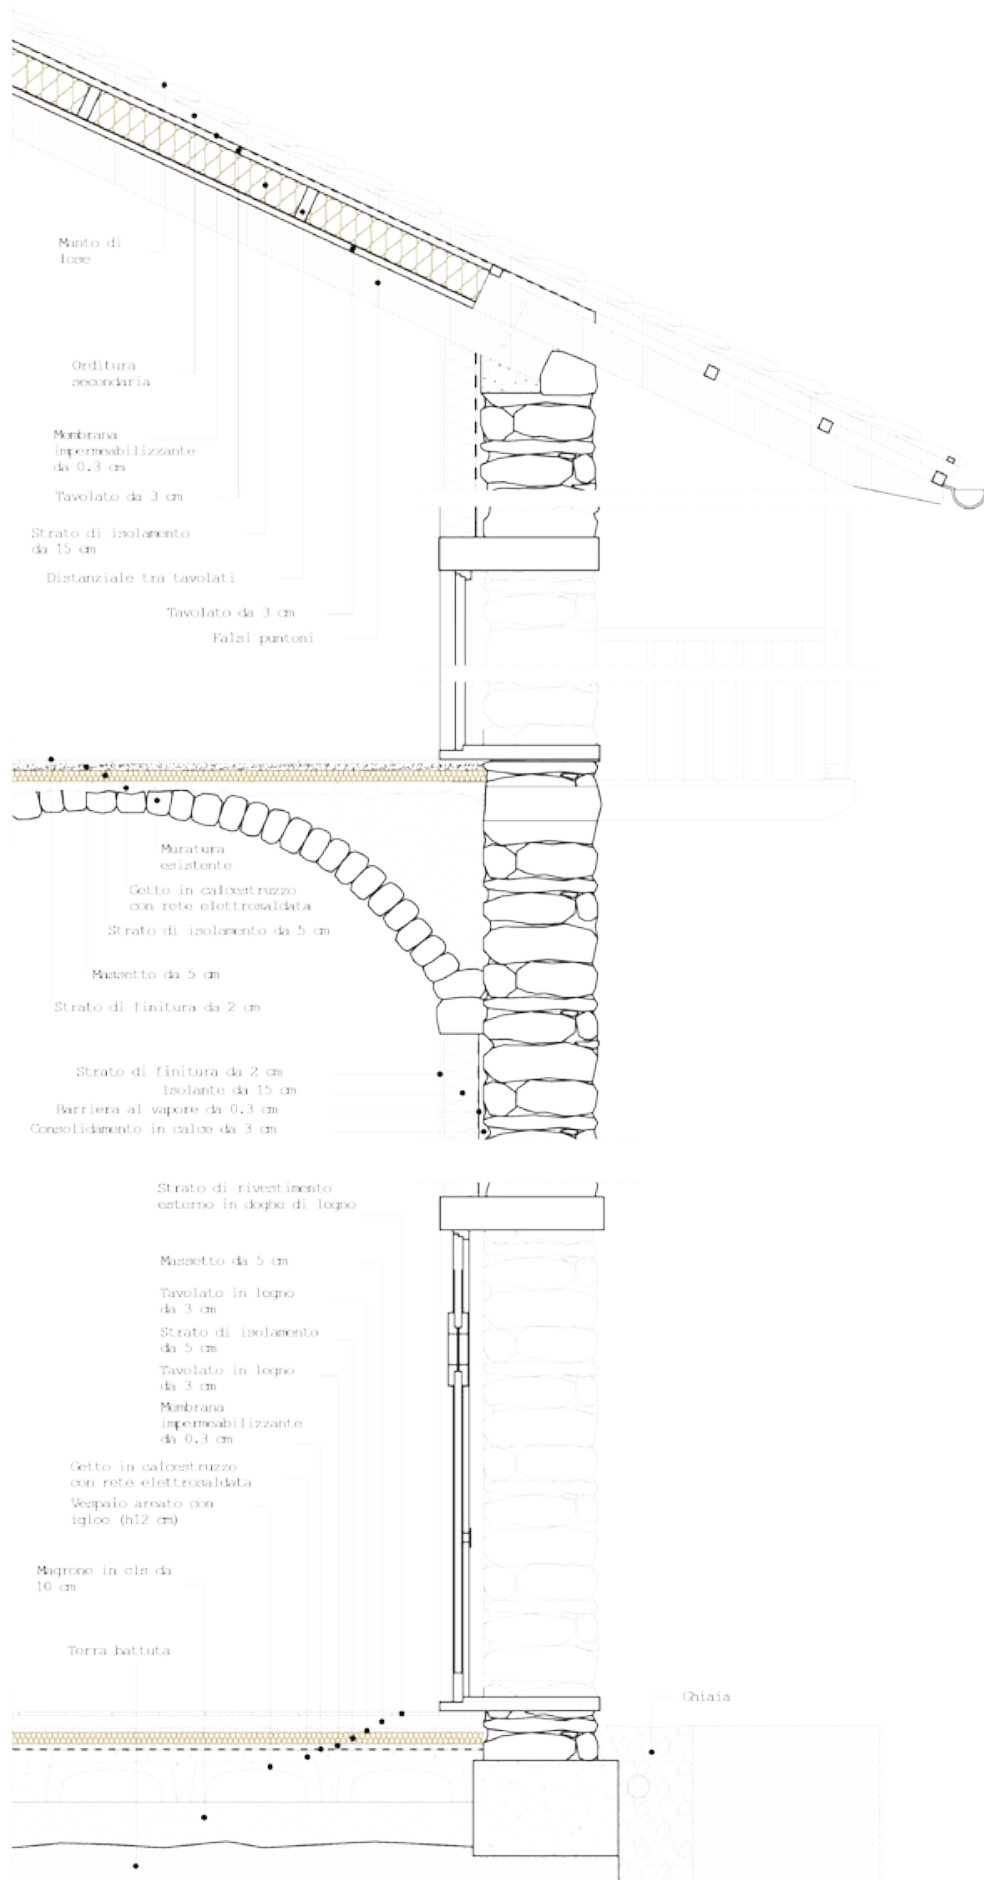 Manto di
lose
Orditura
secondaria
Membrana
impermeabilizzante
da 0.3 cm
Tavolato da 3 cm
Strato di isolamento
da 15 cm
Distanziale tra tavolati
Tavolato da 3 cm
Falsi puntoni
Muratura
esistente
Getto in calcestruzzo
con rete elettrosaldata
Strato di isolamento da 5 cm
Massetto da 5 cm
Strato di finitura da 2 cm
Strato di finitura da 2 cm
Isolante da 15 cm
Barriera al vapore da 0.3 cm
Consolidamento in calce da 3 cm
Strato di rivestimento
esterno in doghe di legno
Massetto da 5 cm
Tavolato in legno
da 3 cm
Strato di isolamento
da 5 cm
Tavolato in legno
da 3 cm
Membrana
impermeabilizzante
da 0.3 cm
Getto in calcestruzzo
con rete elettrosaldata
Vespaio areato con
igloo (h12 cm)
Magrone in cls da
10 cm
Terra battuta
Ghiaia